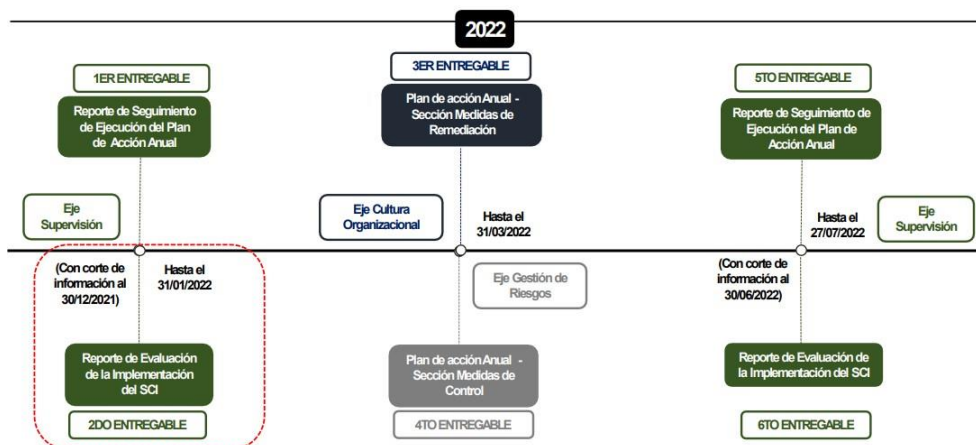 2022
1ER ENTREGABLE
Reporte de Seguimiento
de Ejecución del Plan
de Acción Anual
3ER ENTREGABLE
Plan de acción Anual -
Sección Medidas de
Remediación
5TO ENTREGABLE
Reporte de Seguimiento de
Ejecución del Plan de
Acción Anual
Eje
Supervisión
Eje Cultura
Organizacional
Hasta el
31/03/2022
Hasta el
27/07/2022
Eje
Supervisión
(Con corte de
información al
30/12/2021)
Hasta el
31/01/2022
Eje Gestión de
Riesgos
(Con corte de
información al
30/06/2022)
Reporte de Evaluación
de la Implementación
del SCI
2DO ENTREGABLE
Plan de acción Anual -
Sección Medidas de
Control
4TO ENTREGABLE
Reporte de Evaluación de
la Implementación del SCI
6TO ENTREGABLE